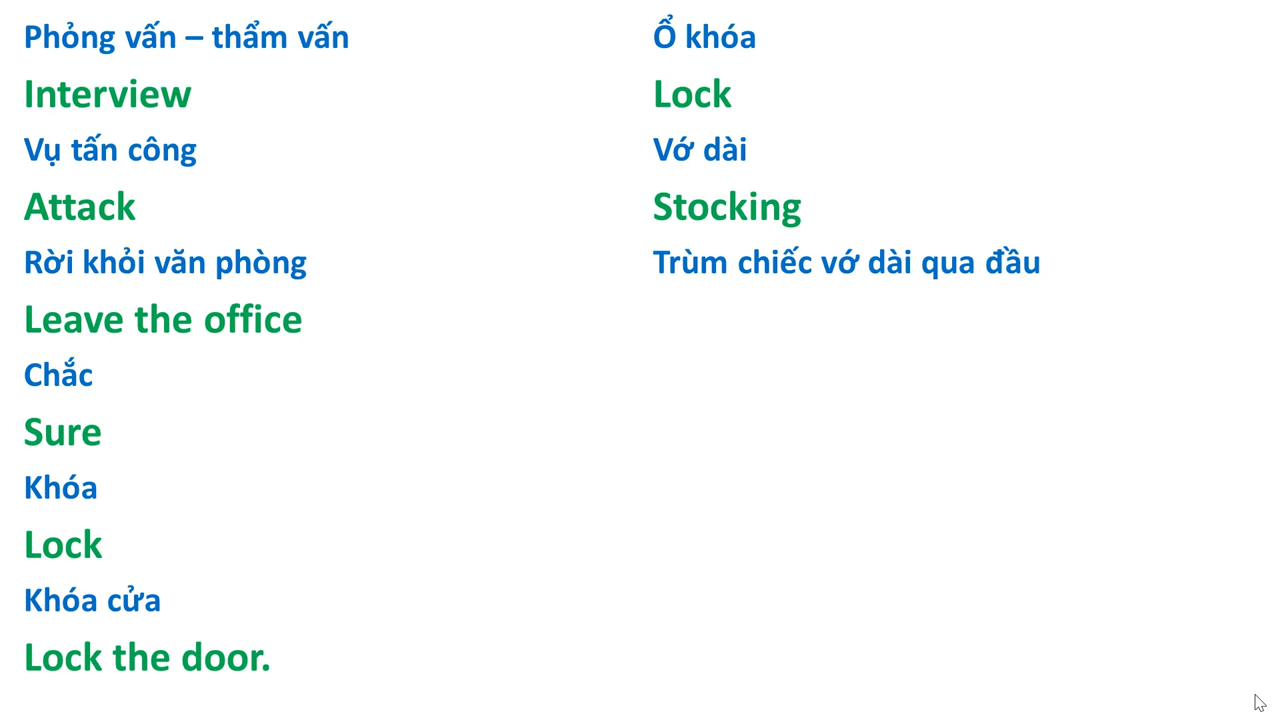 Phỏng vấn – thẩm vấn
Interview
Vụ tấn công
Attack
Rời khỏi văn phòng
Leave the office
Chắc
Sure
Khóa
Lock
Khóa cửa
Lock the door.
Ổ khóa
Lock
Vớ dài
Stocking
Trùm chiếc vớ dài qua đầu